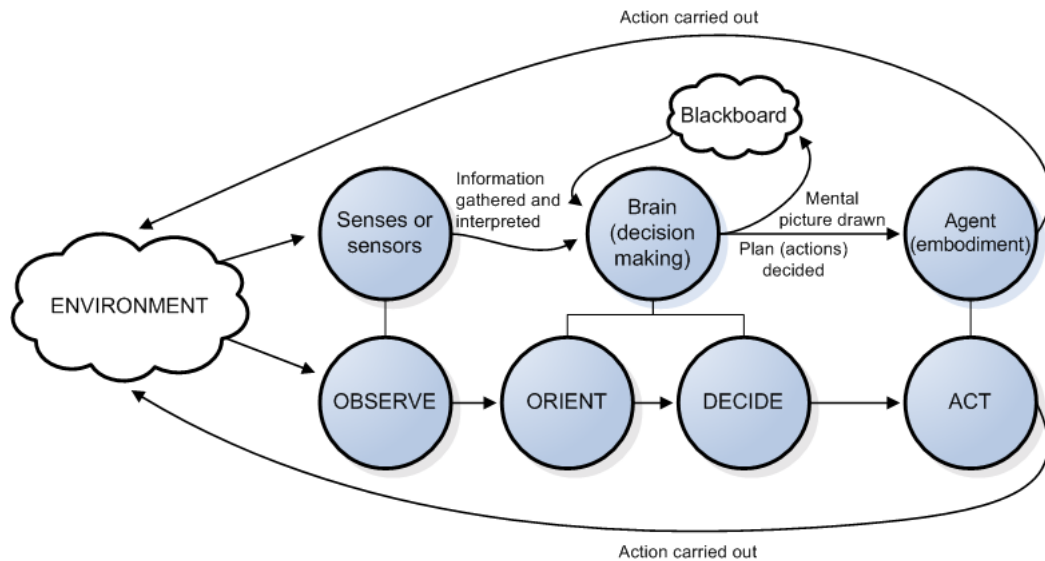 Action carried out
Blackboard
Information
gathered and
interpreted
Senses or
sensors
Brain
(decision
making)
Mental
picture drawn
Plan (actions)
decided
Agent
(embodiment)
ENVIRONMENT
OBSERVE
ORIENT
DECIDE
ACT
Action carried out